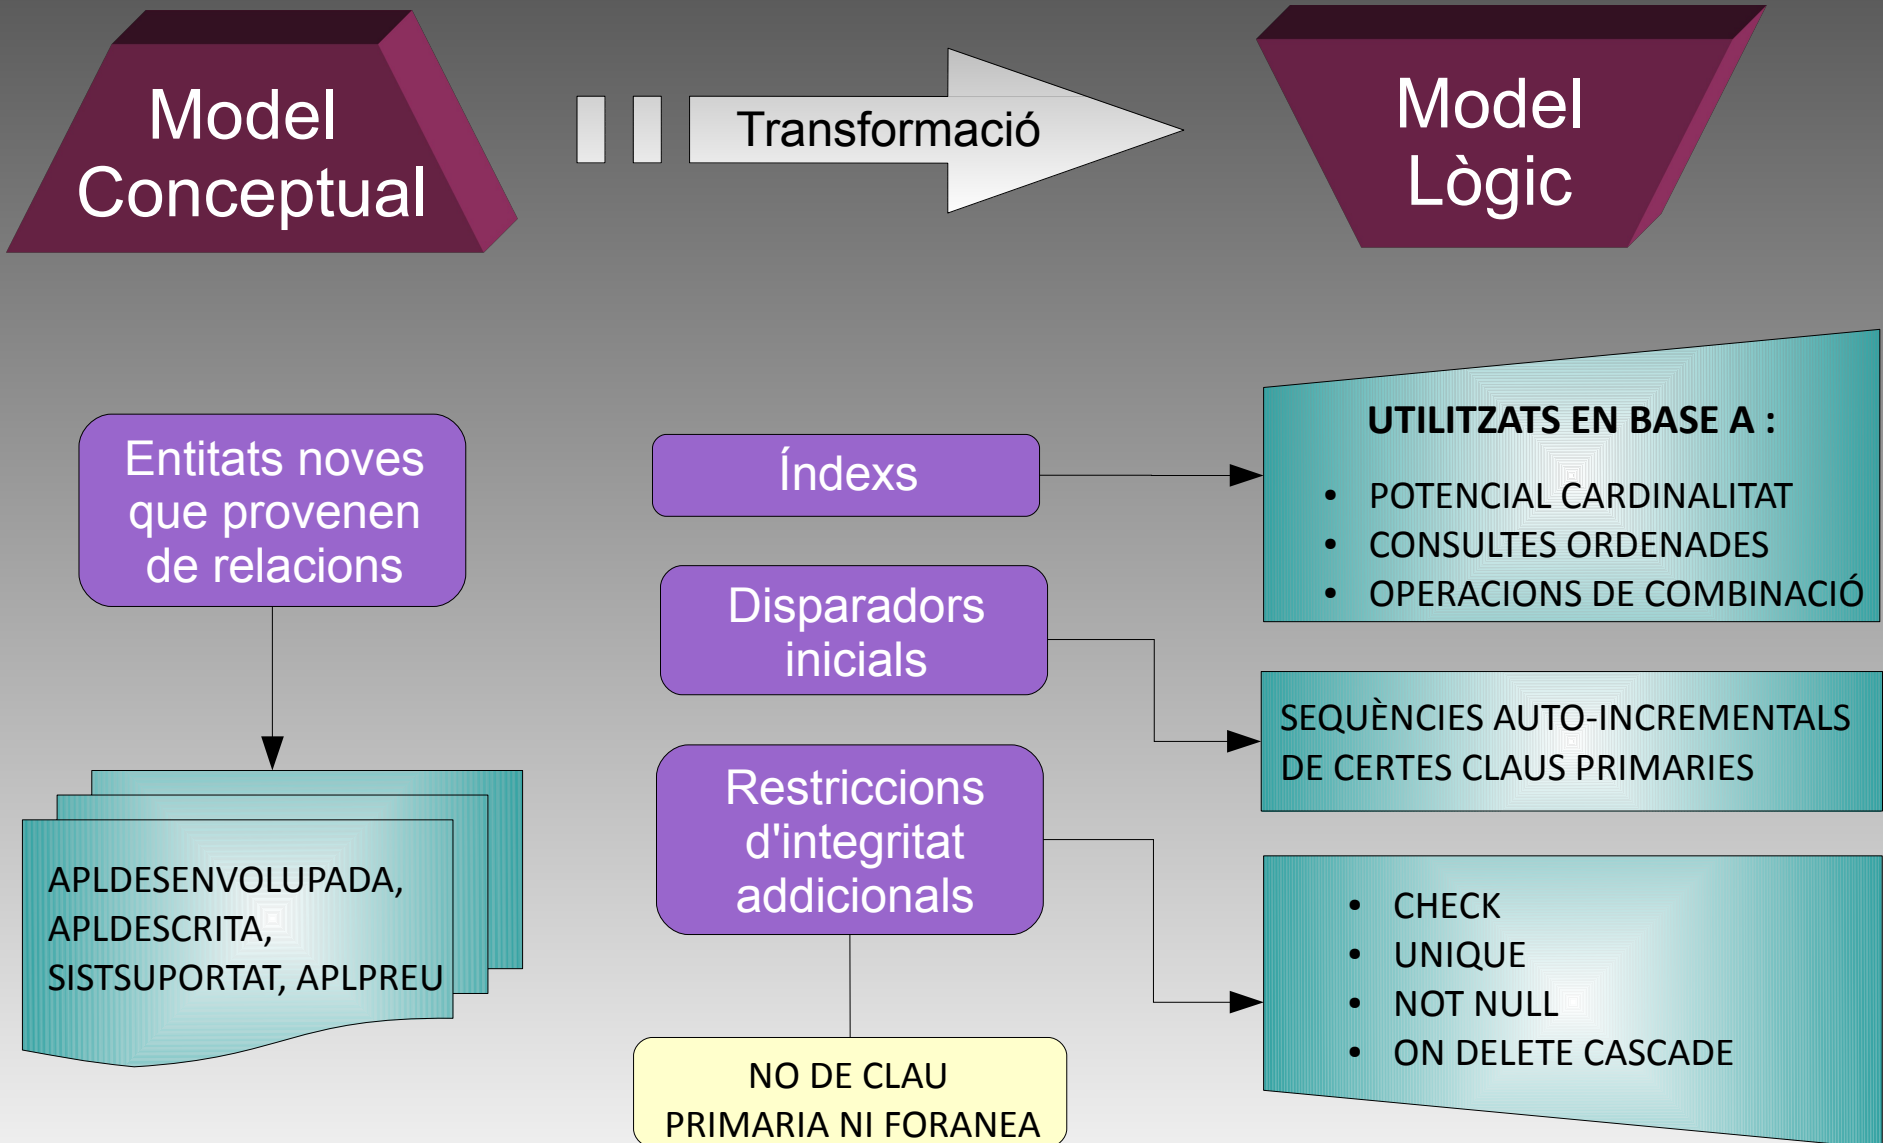 Model
Conceptual
Transformació
Model
Lògic
Entitats noves
que provenen
de relacions
APLDESENVOLUPADA,
APLDESCRITA,
SISTSUPORTAT, APLPREU
Índexs
UTILITZATS EN BASE A :
• POTENCIAL CARDINALITAT
• CONSULTES ORDENADES
• OPERACIONS DE COMBINACIÓ
Disparadors
inicials
SEQUÈNCIES AUTO-INCREMENTALS
DE CERTES CLAUS PRIMARIES
Restriccions
d'integritat
addicionals
• CHECK
• UNIQUE
• NOT NULL
• ON DELETE CASCADE
NO DE CLAU
PRIMARIA NI FORANEA